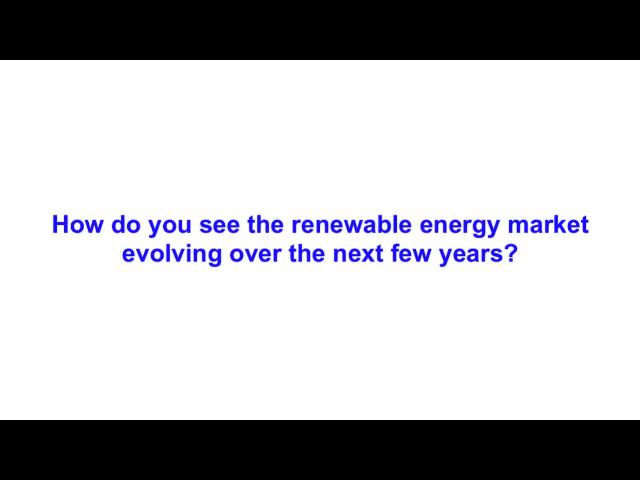 How do you see the renewable energy market
evolving over the next few years?